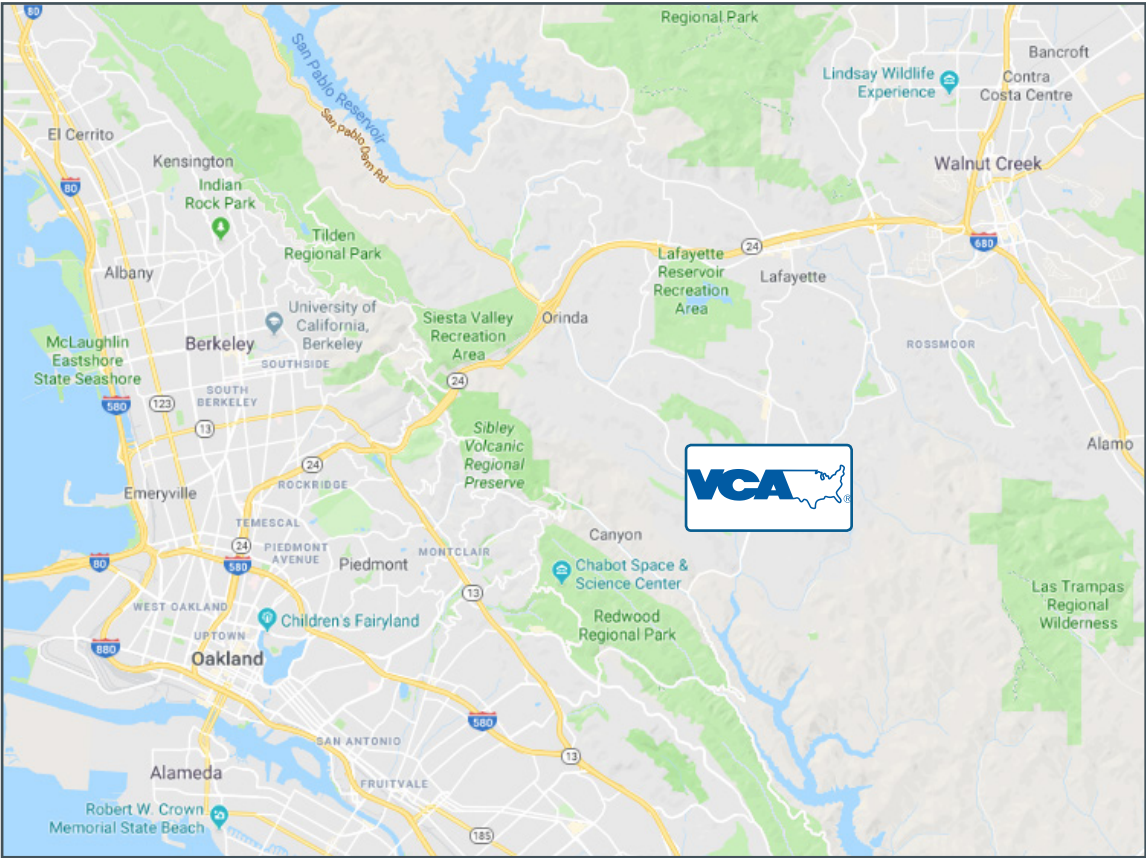 80
Regional Park
Bancroft
San Pablo Reservoir
Lindsay Wildlife
Experience
Contra
Costa Centre
San Pablo Dam Rd
El Cerrito
Kensington
Walnut Creek
80
Indian
Rock Park
Tilden
Regional Park
24
680
Albany
Lafayette
Reservoir
Recreation
Area
Lafayette
University of
California,
Berkeley
Siesta Valley
Recreation
Area
Orinda
McLaughlin
Eastshore
State Seashore
Berkeley
ROSSMOOR
SOUTHSIDE
24
SOUTH
BERKELEY
580
123
13
Sibley
Volcanic
Regional
Preserve
Alamo
24
ROCKRIDGE
VCA
®
Emeryville
TEMESCAL
Canyon
24
PIEDMONT
AVENUE
MONTCLAIR
80
580
Piedmont
Chabot Space &
Science Center
13
Las Trampas
Regional
Wilderness
WEST OAKLAND
Children's Fairyland
Redwood
Regional Park
UPTOWN
880
Oakland
580
SAN ANTONIO
13
Alameda
FRUITVALE
Robert W. Crown
Memorial State Beach
185